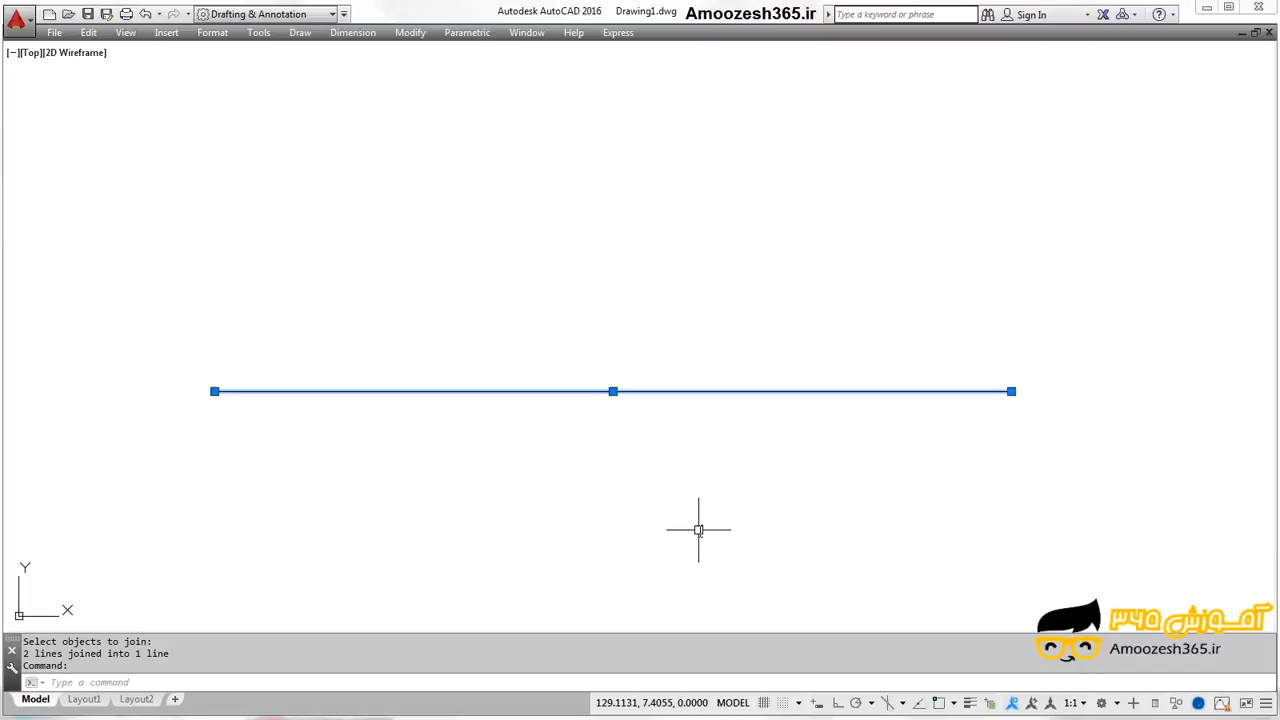 Drafting & Annotation
Autodesk AutoCAD 2016 Drawing1.dwg
Amoozesh365.ir
Type a keyword or phrase
Sign In
File Edit View Insert Format Tools Draw Dimension Modify Parametric Window Help Express
[−][Top][2D Wireframe]
Y
X
Select objects to join:
2 lines joined into 1 line
Command:
Type a command
آمـوزش ۳۶۵
Amoozesh365.ir
Model Layout1 Layout2 +
129.1131, 7.4055, 0.0000 MODEL 1:1